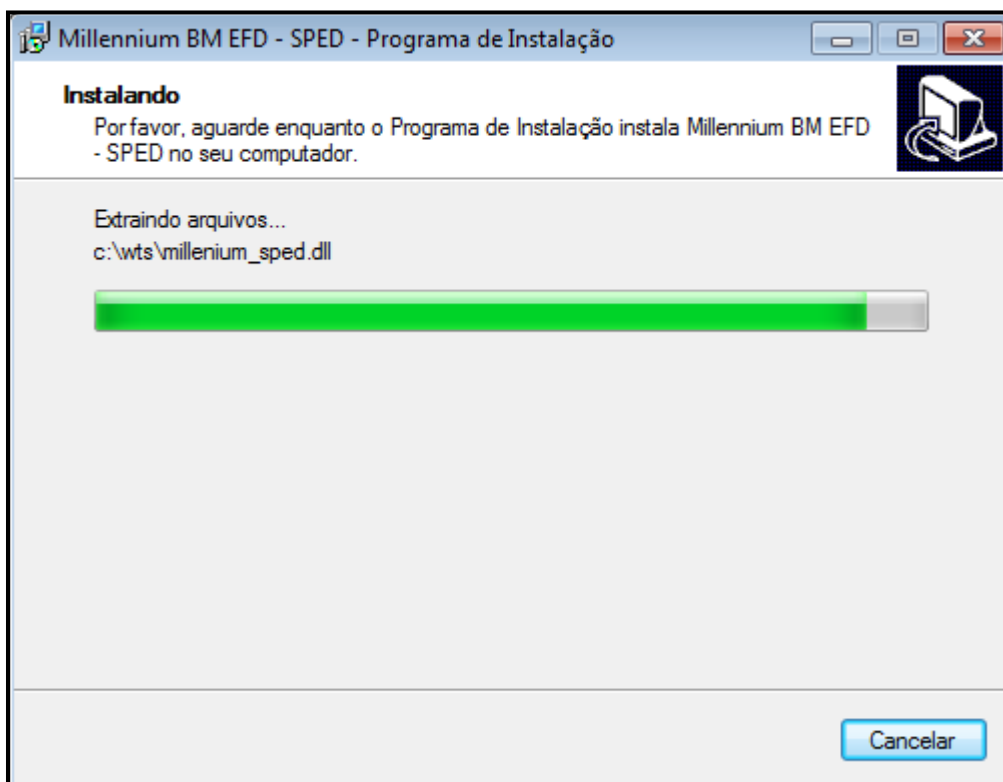 Millennium BM EFD - SPED - Programa de Instalação
Instalando
Por favor, aguarde enquanto o Programa de Instalação instala Millennium BM EFD
- SPED no seu computador.
Extraindo arquivos...
c:\wts\millenium_sped.dll
Cancelar